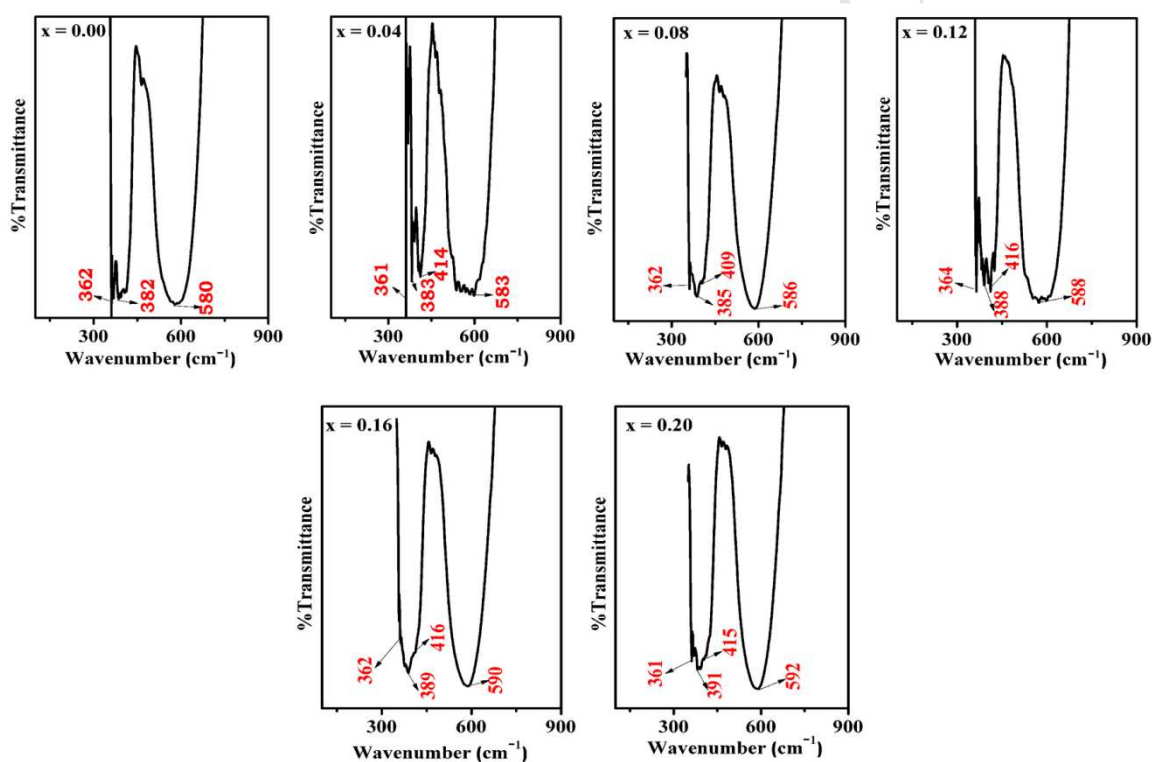 x = 0.00
%Transmittance
362
382
580
300 600 900
Wavenumber (cm⁻¹)
x = 0.04
%Transmittance
361
383
414
583
300 600 900
Wavenumber (cm⁻¹)
x = 0.08
%Transmittance
362
385
409
586
300 600 900
Wavenumber (cm⁻¹)
x = 0.12
%Transmittance
364
388
416
588
300 600 900
Wavenumber (cm⁻¹)
x = 0.16
%Transmittance
362
389
416
590
300 600 900
Wavenumber (cm⁻¹)
x = 0.20
%Transmittance
361
391
415
592
300 600 900
Wavenumber (cm⁻¹)